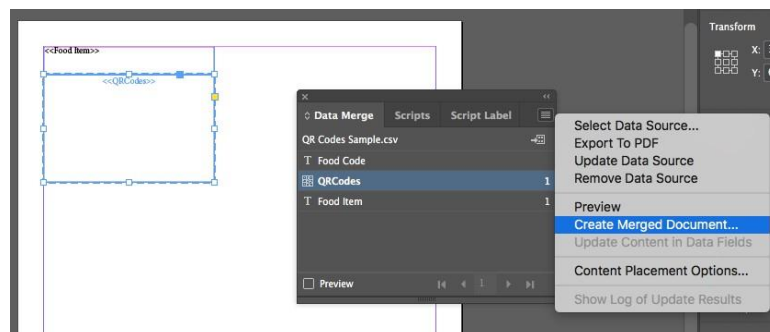 Transform
X:
Y:
<<Food Item>>
<<QRCodes>>
Data Merge Scripts Script Label
QR Codes Sample.csv
T Food Code
QRCodes 1
T Food Item 1
Preview 1
Select Data Source...
Export To PDF
Update Data Source
Remove Data Source
Preview
Create Merged Document...
Update Content in Data Fields
Content Placement Options...
Show Log of Update Results